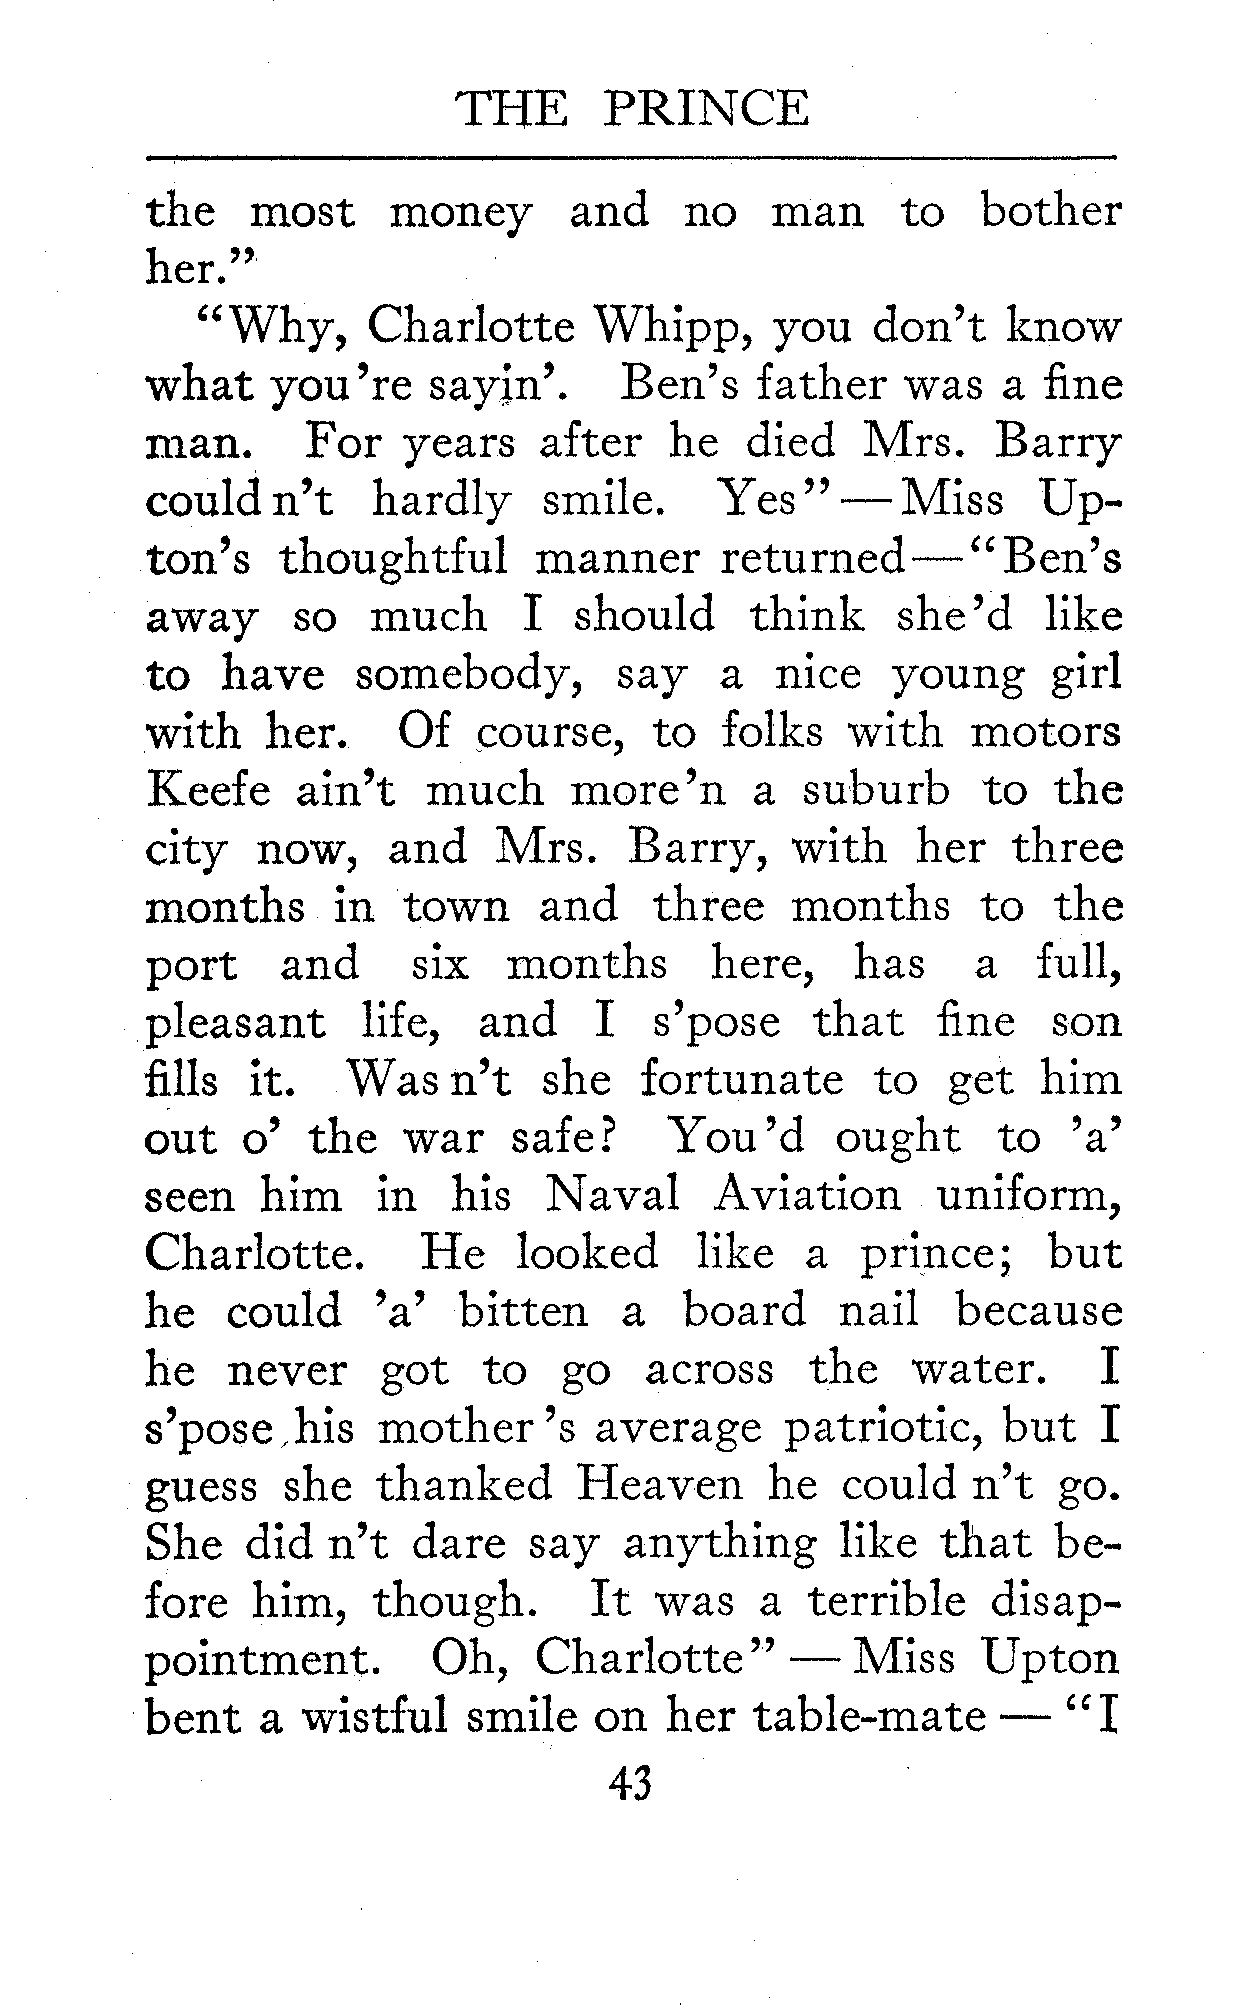 THE PRINCE
the most money and no man to bother
her."
"Why, Charlotte Whipp, you don't know
what you're sayin'. Ben's father was a fine
man. For years after he died Mrs. Barry
could n't hardly smile. Yes" — Miss Up-
ton's thoughtful manner returned — "Ben's
away so much I should think she'd like
to have somebody, say a nice young girl
with her. Of course, to folks with motors
Keefe ain't much more'n a suburb to the
city now, and Mrs. Barry, with her three
months in town and three months to the
port and six months here, has a full,
pleasant life, and I s'pose that fine son
fills it. Was n't she fortunate to get him
out o' the war safe? You'd ought to 'a'
seen him in his Naval Aviation uniform,
Charlotte. He looked like a prince; but
he could 'a' bitten a board nail because
he never got to go across the water. I
s'pose his mother's average patriotic, but I
guess she thanked Heaven he could n't go.
She did n't dare say anything like that be-
fore him, though. It was a terrible disap-
pointment. Oh, Charlotte" — Miss Upton
bent a wistful smile on her table-mate — "I
43